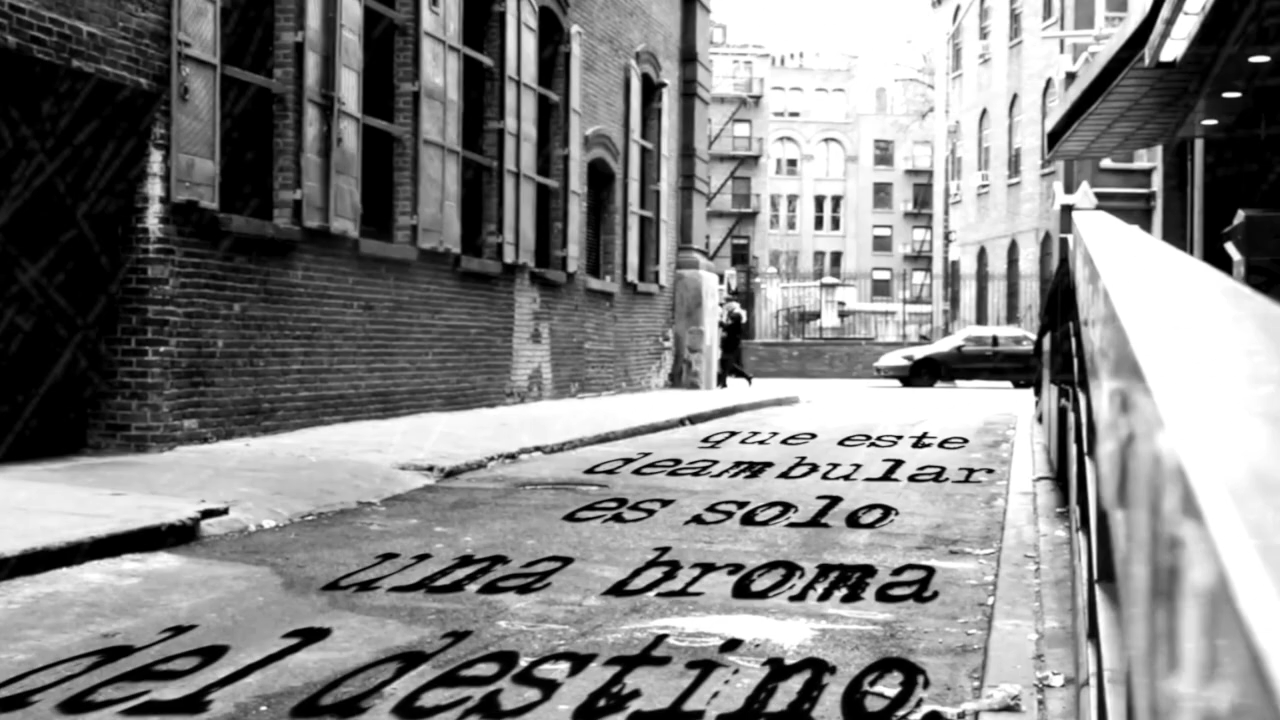 que este
deambular
es solo
una broma
del destino.